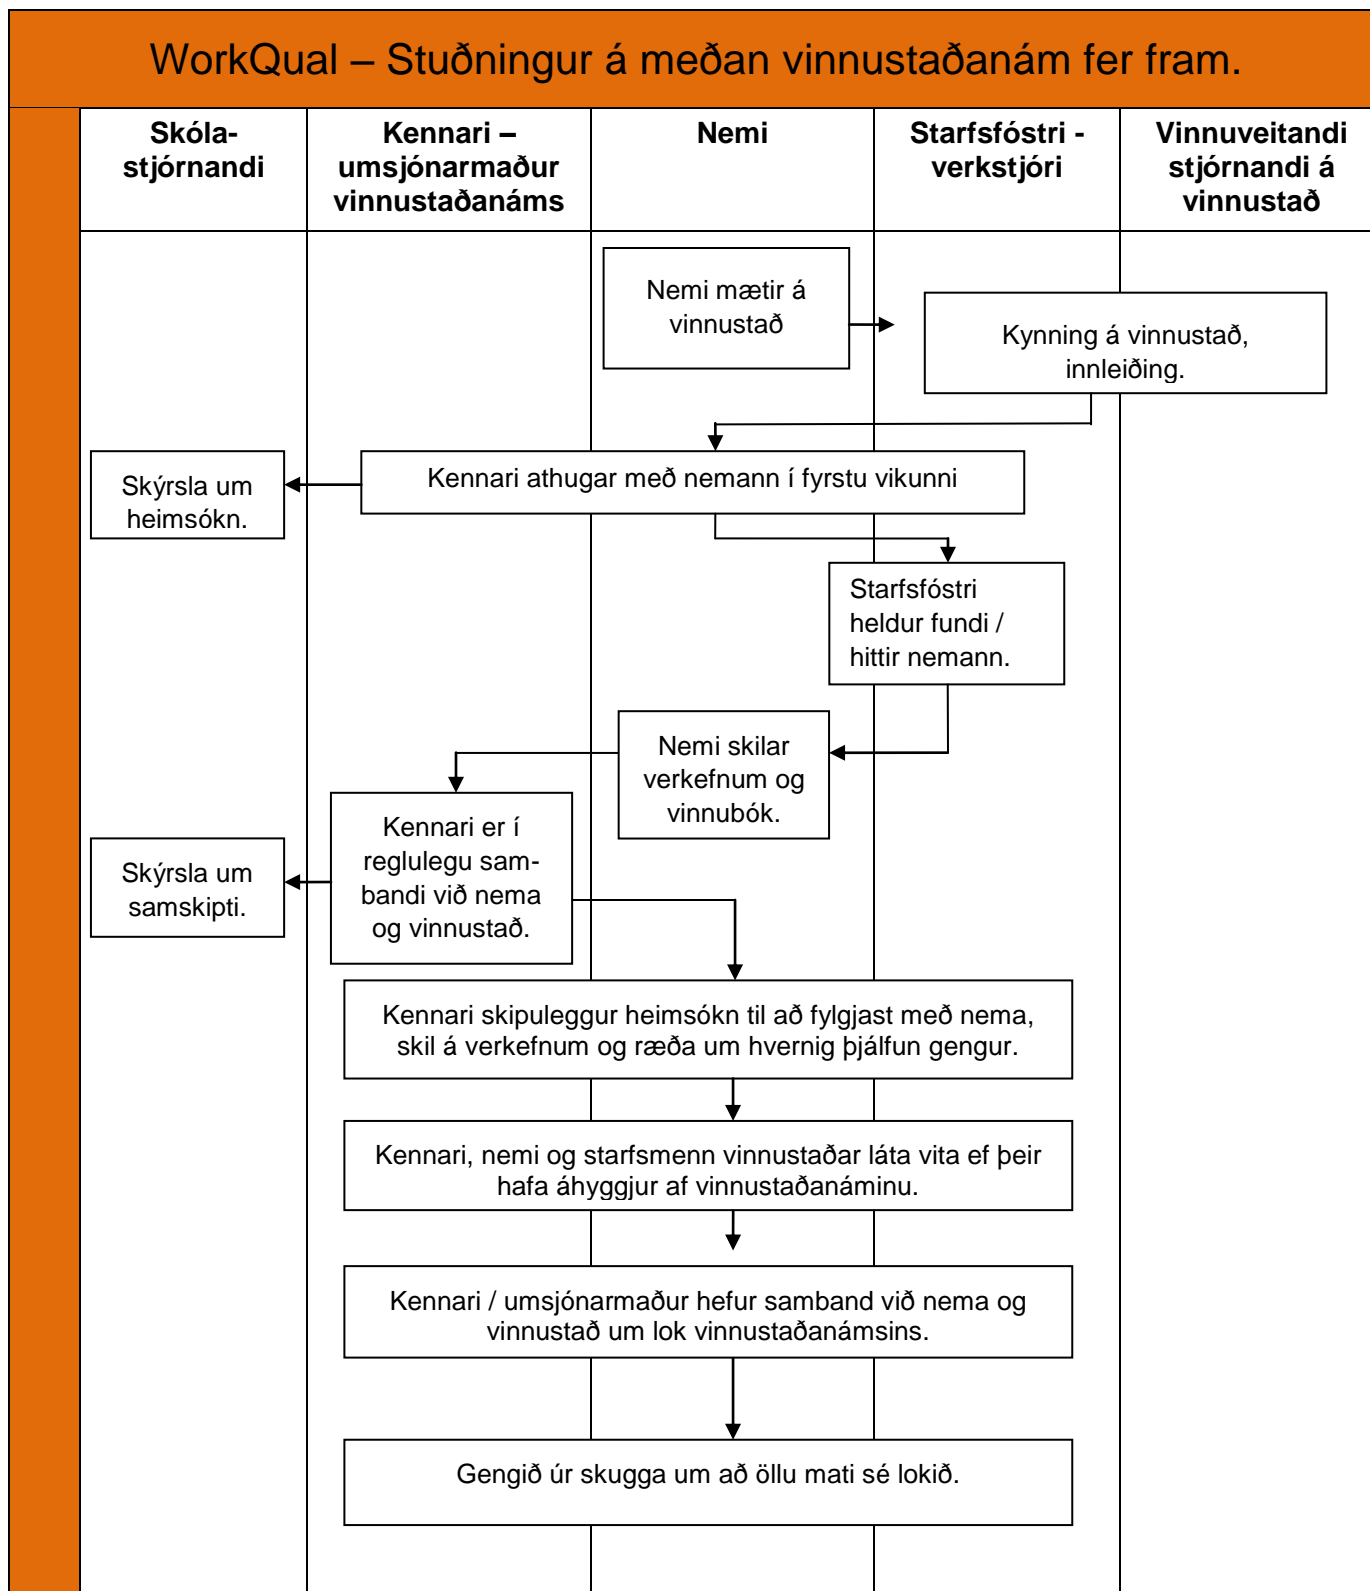 WorkQual – Stuðningur á meðan vinnustaðanám fer fram.
Skóla-
stjórnandi
Kennari –
umsjónarmaður
vinnustaðanáms
Nemi
Starfsfóstri -
verkstjóri
Vinnuveitandi
stjórnandi á
vinnustað
Nemi mætir á
vinnustað
Kynning á vinnustað,
innleiðing.
Kennari athugar með nemann í fyrstu vikunni
Skýrsla um
heimsókn.
Starfsfóstri
heldur fundi /
hittir nemann.
Nemi skilar
verkefnum og
vinnubók.
Kennari er í
reglulegu sam-
bandi við nema
og vinnustað.
Skýrsla um
samskipti.
Kennari skipuleggur heimsókn til að fylgjast með nema,
skil á verkefnum og ræða um hvernig þjálfun gengur.
Kennari, nemi og starfsmenn vinnustaðar láta vita ef þeir
hafa áhyggjur af vinnustaðanáminu.
Kennari / umsjónarmaður hefur samband við nema og
vinnustað um lok vinnustaðanámsins.
Gengið úr skugga um að öllu mati sé lokið.